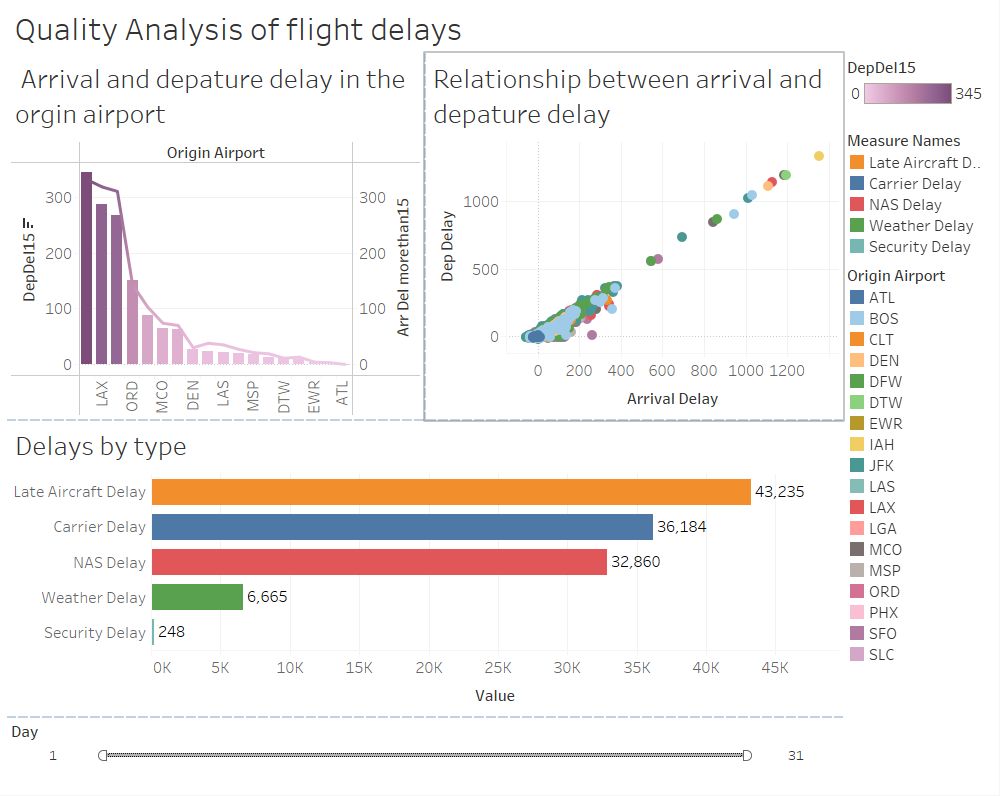 Quality Analysis of flight delays
Arrival and depature delay in the
orgin airport
Origin Airport
DepDel15
300
200
100
0
300
200
100
0
Arr Del morethan15
LAX
ORD
MCO
DEN
LAS
MSP
DTW
EWR
ATL
Relationship between arrival and
depature delay
Dep Delay
1000
500
0
0
200
400
600
800
1000
1200
Arrival Delay
DepDel15
0
345
Measure Names
Late Aircraft D..
Carrier Delay
NAS Delay
Weather Delay
Security Delay
Origin Airport
ATL
BOS
CLT
DEN
DFW
DTW
EWR
IAH
JFK
LAS
LAX
LGA
MCO
MSP
ORD
PHX
SFO
SLC
Delays by type
Late Aircraft Delay 43,235
Carrier Delay 36,184
NAS Delay 32,860
Weather Delay 6,665
Security Delay 248
0K 5K 10K 15K 20K 25K 30K 35K 40K 45K
Value
Day
1 31